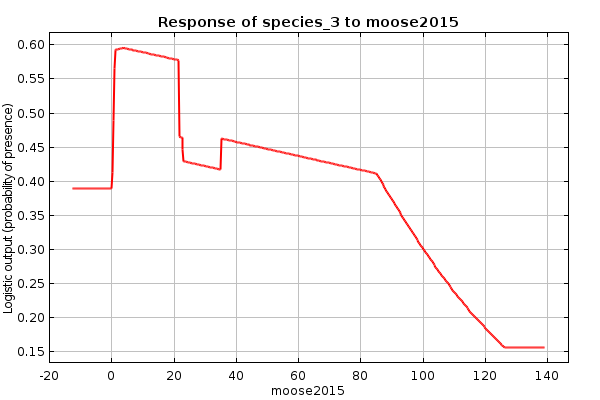 Response of species_3 to moose2015
Logistic output (probability of presence)
0.60
0.55
0.50
0.45
0.40
0.35
0.30
0.25
0.20
0.15
-20 0 20 40 60 80 100 120 140
moose2015